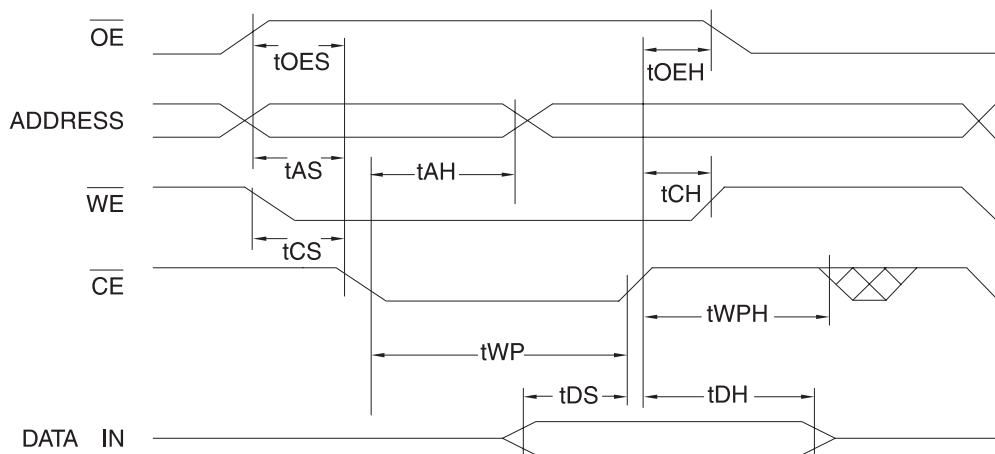 OE
tOES
tOEH
ADDRESS
tAS
tAH
tCH
WE
tCS
CE
tWPH
tWP
tDS
tDH
DATA IN